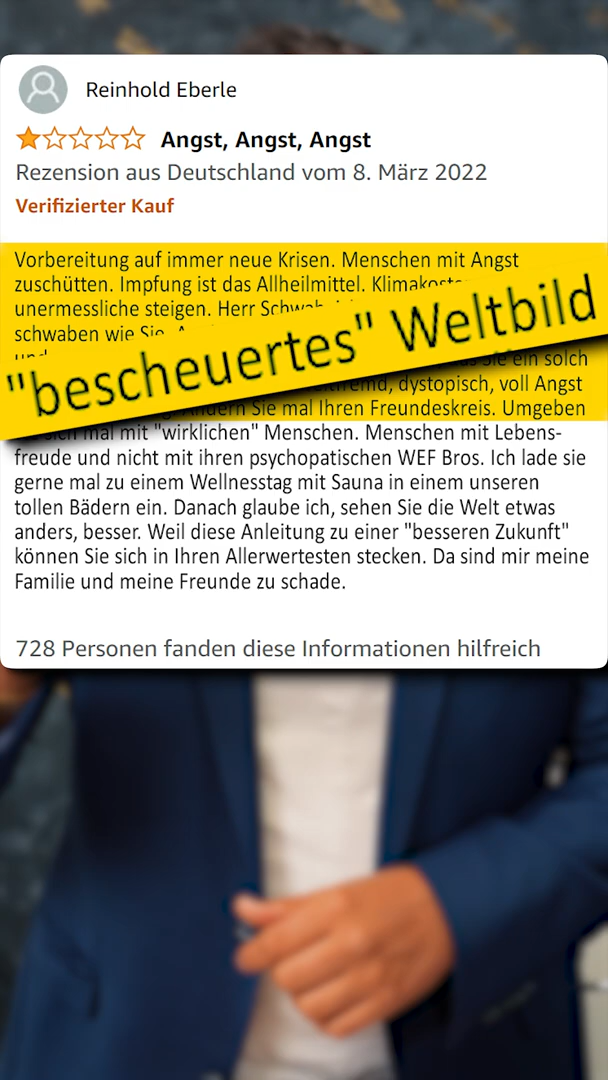 Reinhold Eberle
Angst, Angst, Angst
Rezension aus Deutschland vom 8. März 2022
Verifizierter Kauf
Vorbereitung auf immer neue Krisen. Menschen mit Angst
zuschütten. Impfung ist das Allheilmittel.
unermessliche steigen. Herr
schwaben wie Sie
"bescheuertes" Weltbild
Sie ein solch
dystopisch, voll Angst
Ändern Sie mal Ihren Freundeskreis. Umgeben
sich mal mit "wirklichen" Menschen. Menschen mit Lebens-
freude und nicht mit ihren psychopatischen WEF Bros. Ich lade sie
gerne mal zu einem Wellnesstag mit Sauna in einem unseren
tollen Bädern ein. Danach glaube ich, sehen Sie die Welt etwas
anders, besser. Weil diese Anleitung zu einer "besseren Zukunft"
können Sie sich in Ihren Allerwertesten stecken. Da sind mir meine
Familie und meine Freunde zu schade.
728 Personen fanden diese Informationen hilfreich